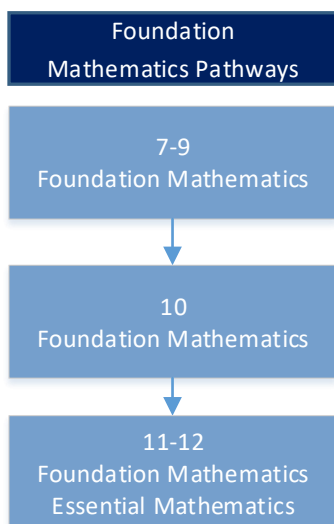 Foundation
Mathematics Pathways
7-9
Foundation Mathematics
10
Foundation Mathematics
11-12
Foundation Mathematics
Essential Mathematics